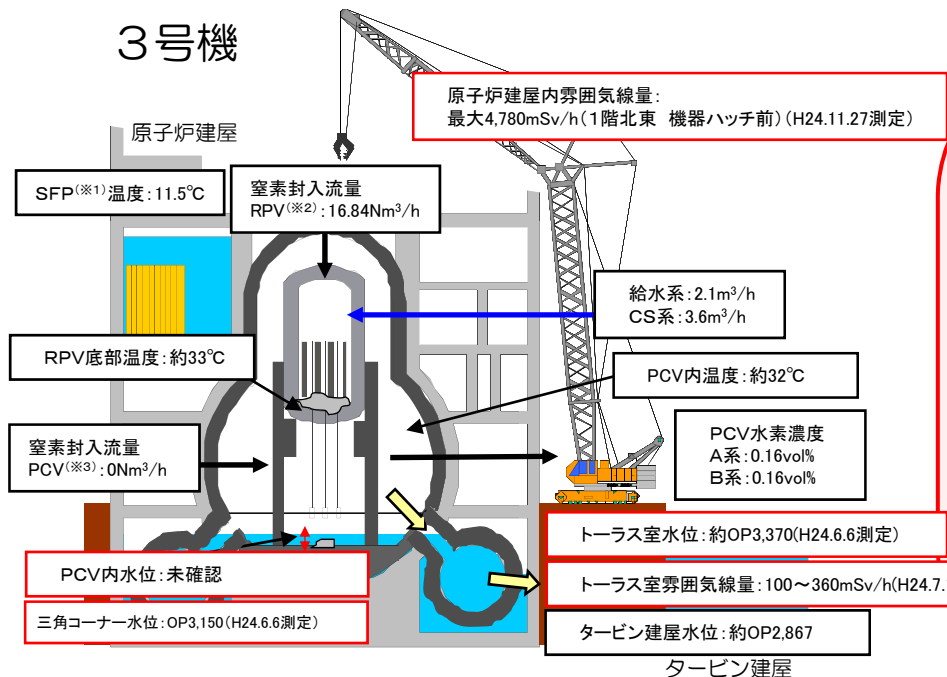 3号機
原子炉建屋内雰囲気線量:
最大4,780mSv/h(1階北東 機器ハッチ前)(H24.11.27測定)
原子炉建屋
SFP(※1)温度:11.5℃
窒素封入流量
RPV(※2):16.84Nm³/h
給水系:2.1m³/h
CS系:3.6m³/h
RPV底部温度:約33℃
PCV内温度:約32℃
窒素封入流量
PCV(※3):0Nm³/h
PCV水素濃度
A系:0.16vol%
B系:0.16vol%
トーラス室水位:約OP3,370(H24.6.6測定)
PCV内水位:未確認
トーラス室雰囲気線量:100~360mSv/h(H24.7.
三角コーナー水位:OP3,150(H24.6.6測定)
タービン建屋水位:約OP2,867
タービン建屋